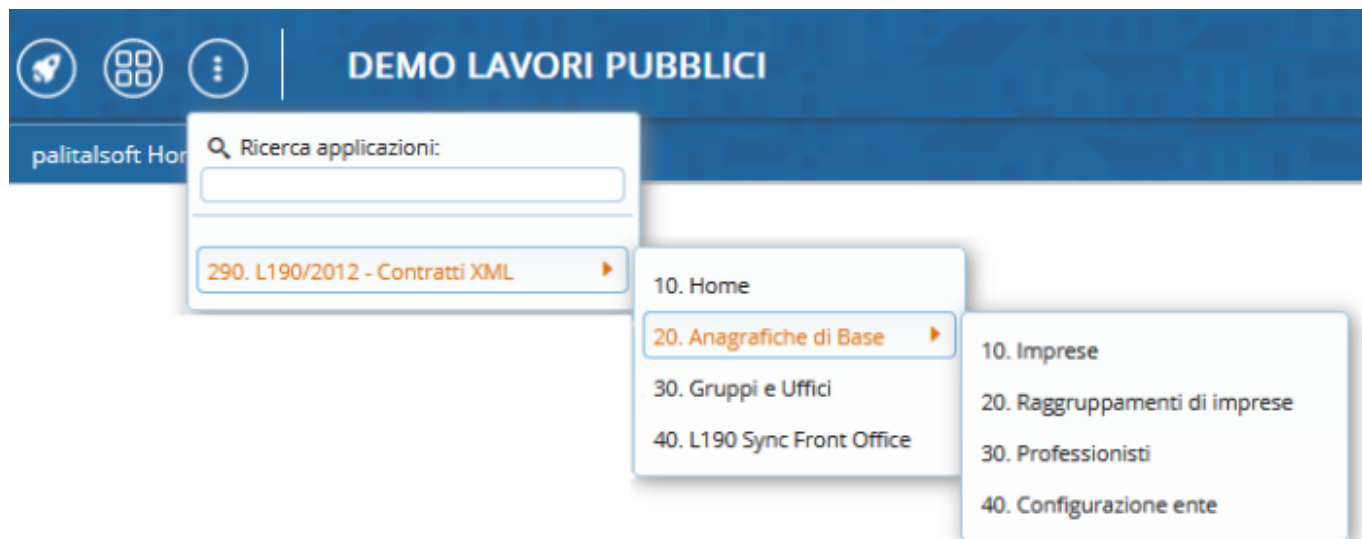 DEMO LAVORI PUBBLICI
palitalsoft Hor
Ricerca applicazioni:
290. L190/2012 - Contratti XML
10. Home
20. Anagrafiche di Base
30. Gruppi e Uffici
40. L190 Sync Front Office
10. Imprese
20. Raggruppamenti di imprese
30. Professionisti
40. Configurazione ente